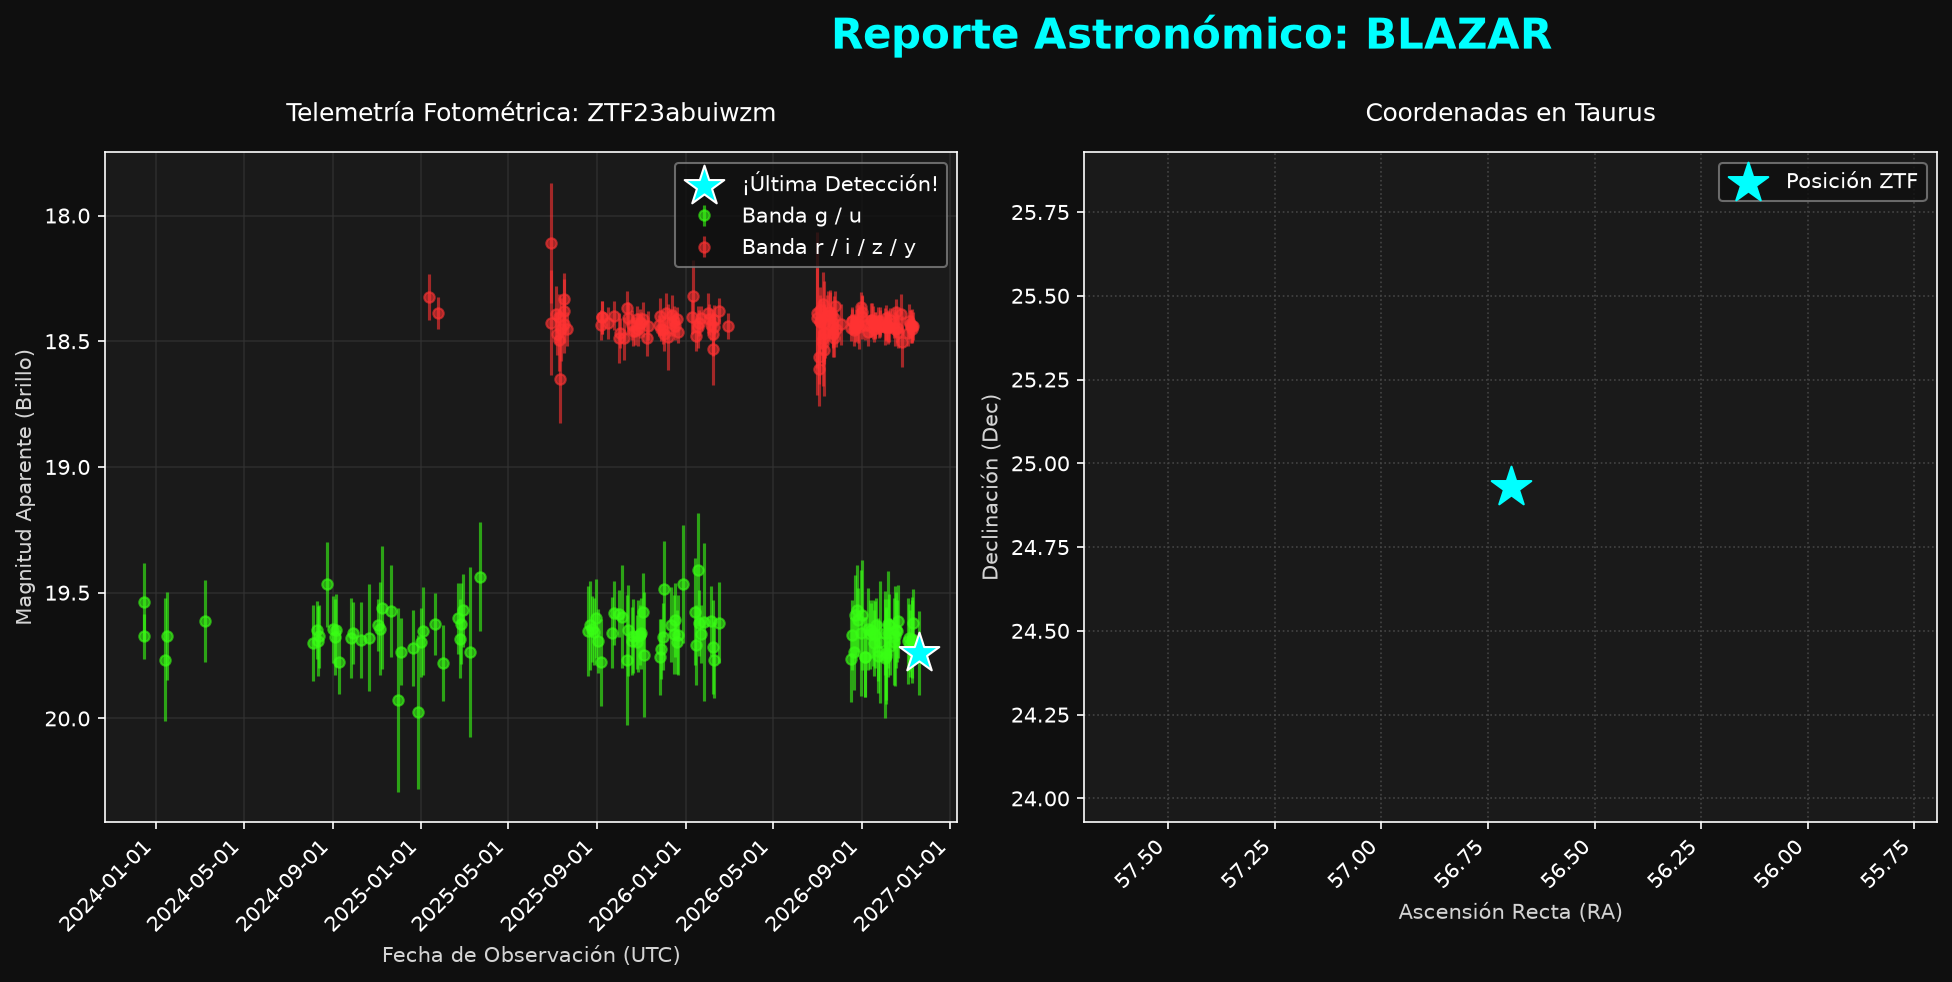 Reporte Astronómico: BLAZAR
Telemetría Fotométrica: ZTF23abuiwzm
¡Última Detección!
Banda g / u
Banda r / i / z / y
Magnitud Aparente (Brillo)
18.0
18.5
19.0
19.5
20.0
2024-01-01
2024-05-01
2024-09-01
2025-01-01
2025-05-01
2025-09-01
2026-01-01
2026-05-01
2026-09-01
2027-01-01
Fecha de Observación (UTC)
Coordenadas en Taurus
Posición ZTF
Declinación (Dec)
25.75
25.50
25.25
25.00
24.75
24.50
24.25
24.00
57.50
57.25
57.00
56.75
56.50
56.25
56.00
55.75
Ascensión Recta (RA)